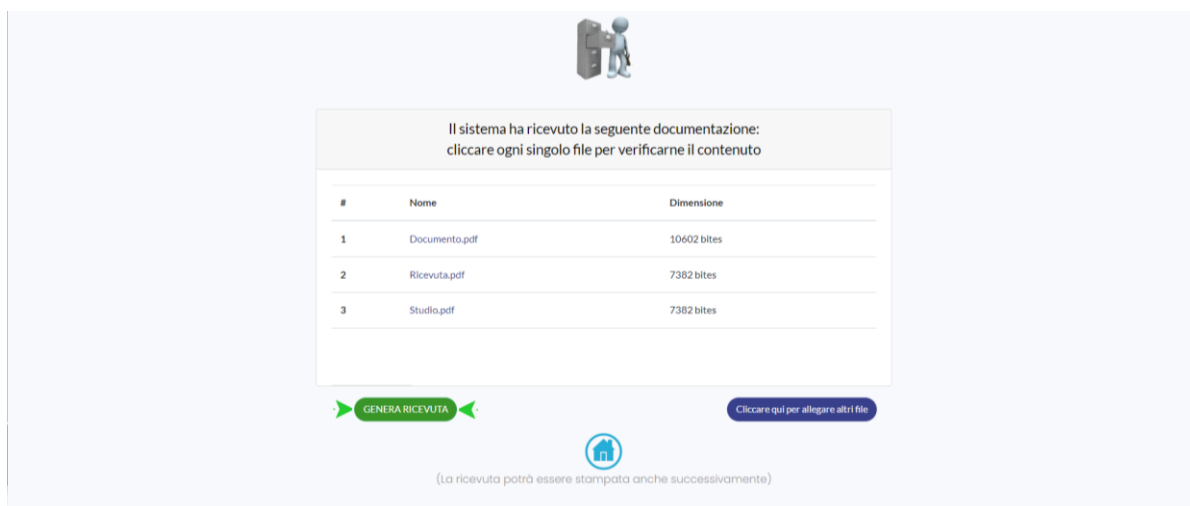 Il sistema ha ricevuto la seguente documentazione:
cliccare ogni singolo file per verificarne il contenuto
# Nome Dimensione
1 Documento.pdf 10602 bites
2 Ricevuta.pdf 7382 bites
3 Studio.pdf 7382 bites
GENERA RICEVUTA Cliccare qui per allegare altri file
(La ricevuta potrà essere stampata anche successivamente)